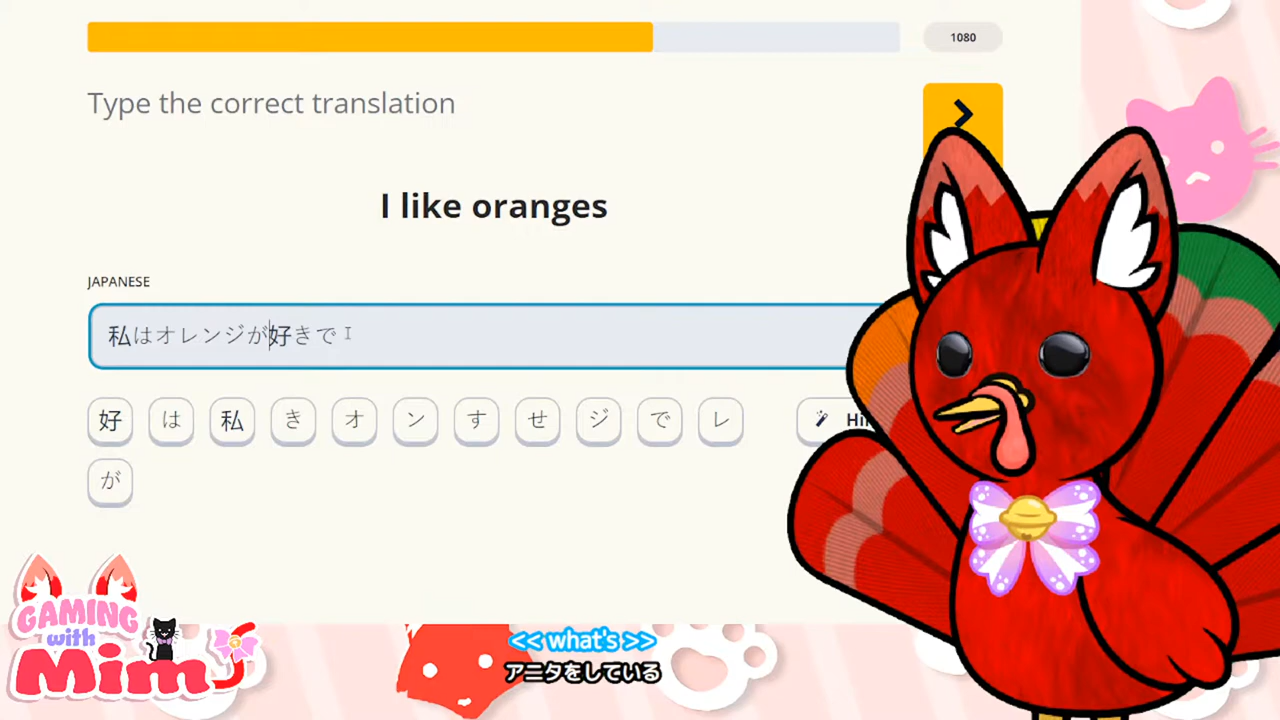 1080
Type the correct translation
I like oranges
JAPANESE
私はオレンジが好きで
好 は 私 き オ ン す せ ジ で レ
が
GAMING
with
Mim
<< what's >>
アニタをしている